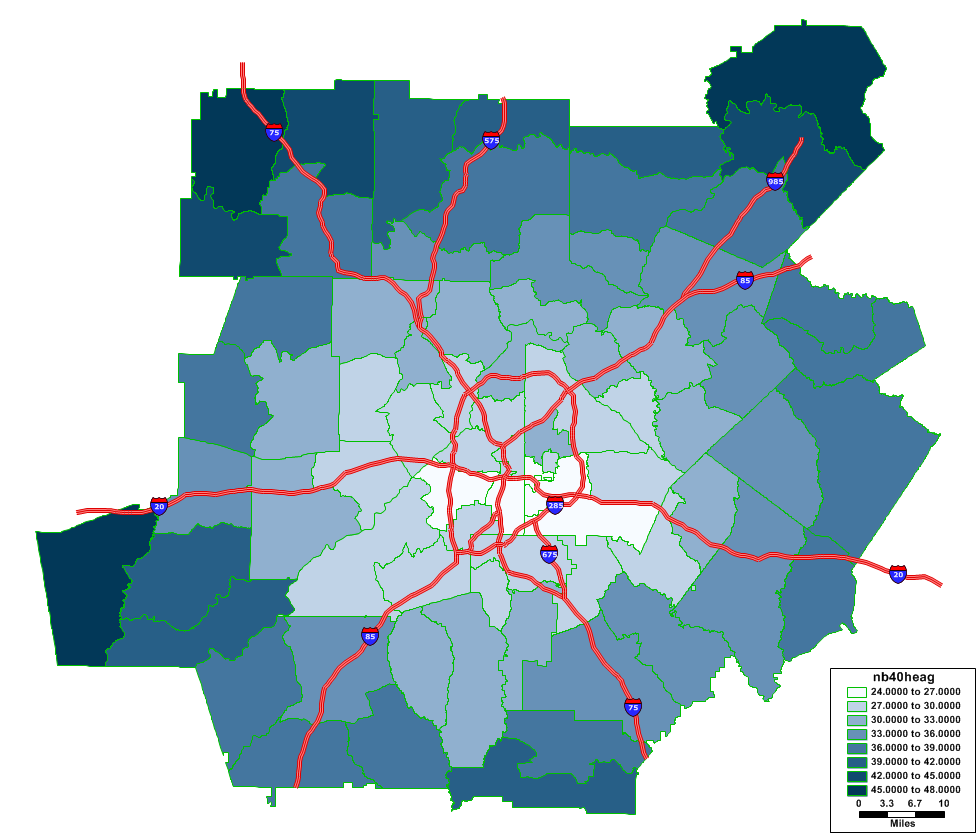 75
575
985
85
20
285
675
20
85
75
nb40heag
24.0000 to 27.0000
27.0000 to 30.0000
30.0000 to 33.0000
33.0000 to 36.0000
36.0000 to 39.0000
39.0000 to 42.0000
42.0000 to 45.0000
45.0000 to 48.0000
0 3.3 6.7 10
Miles